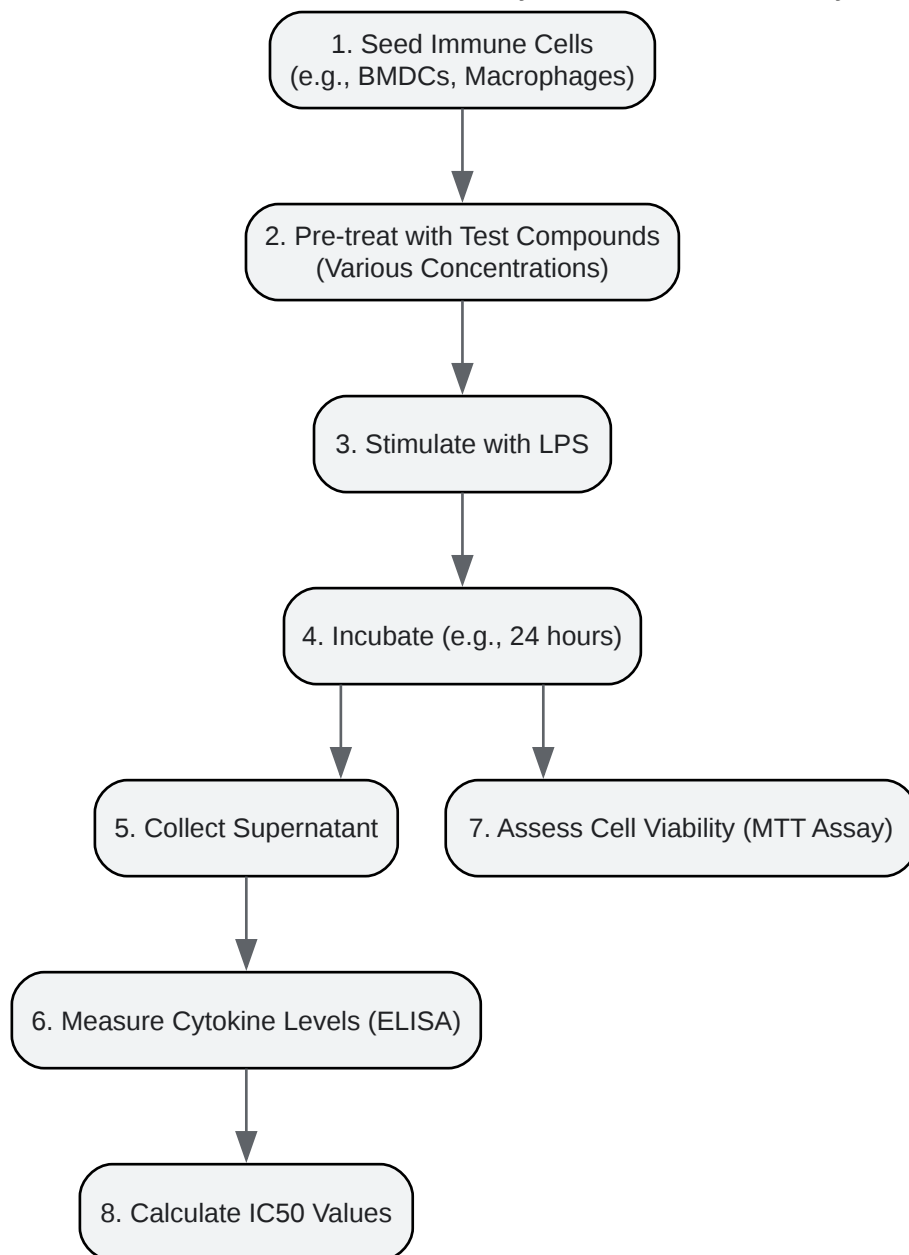 1. Seed Immune Cells
(e.g., BMDCs, Macrophages)
2. Pre-treat with Test Compounds
(Various Concentrations)
3. Stimulate with LPS
4. Incubate (e.g., 24 hours)
5. Collect Supernatant
7. Assess Cell Viability (MTT Assay)
6. Measure Cytokine Levels (ELISA)
8. Calculate IC50 Values